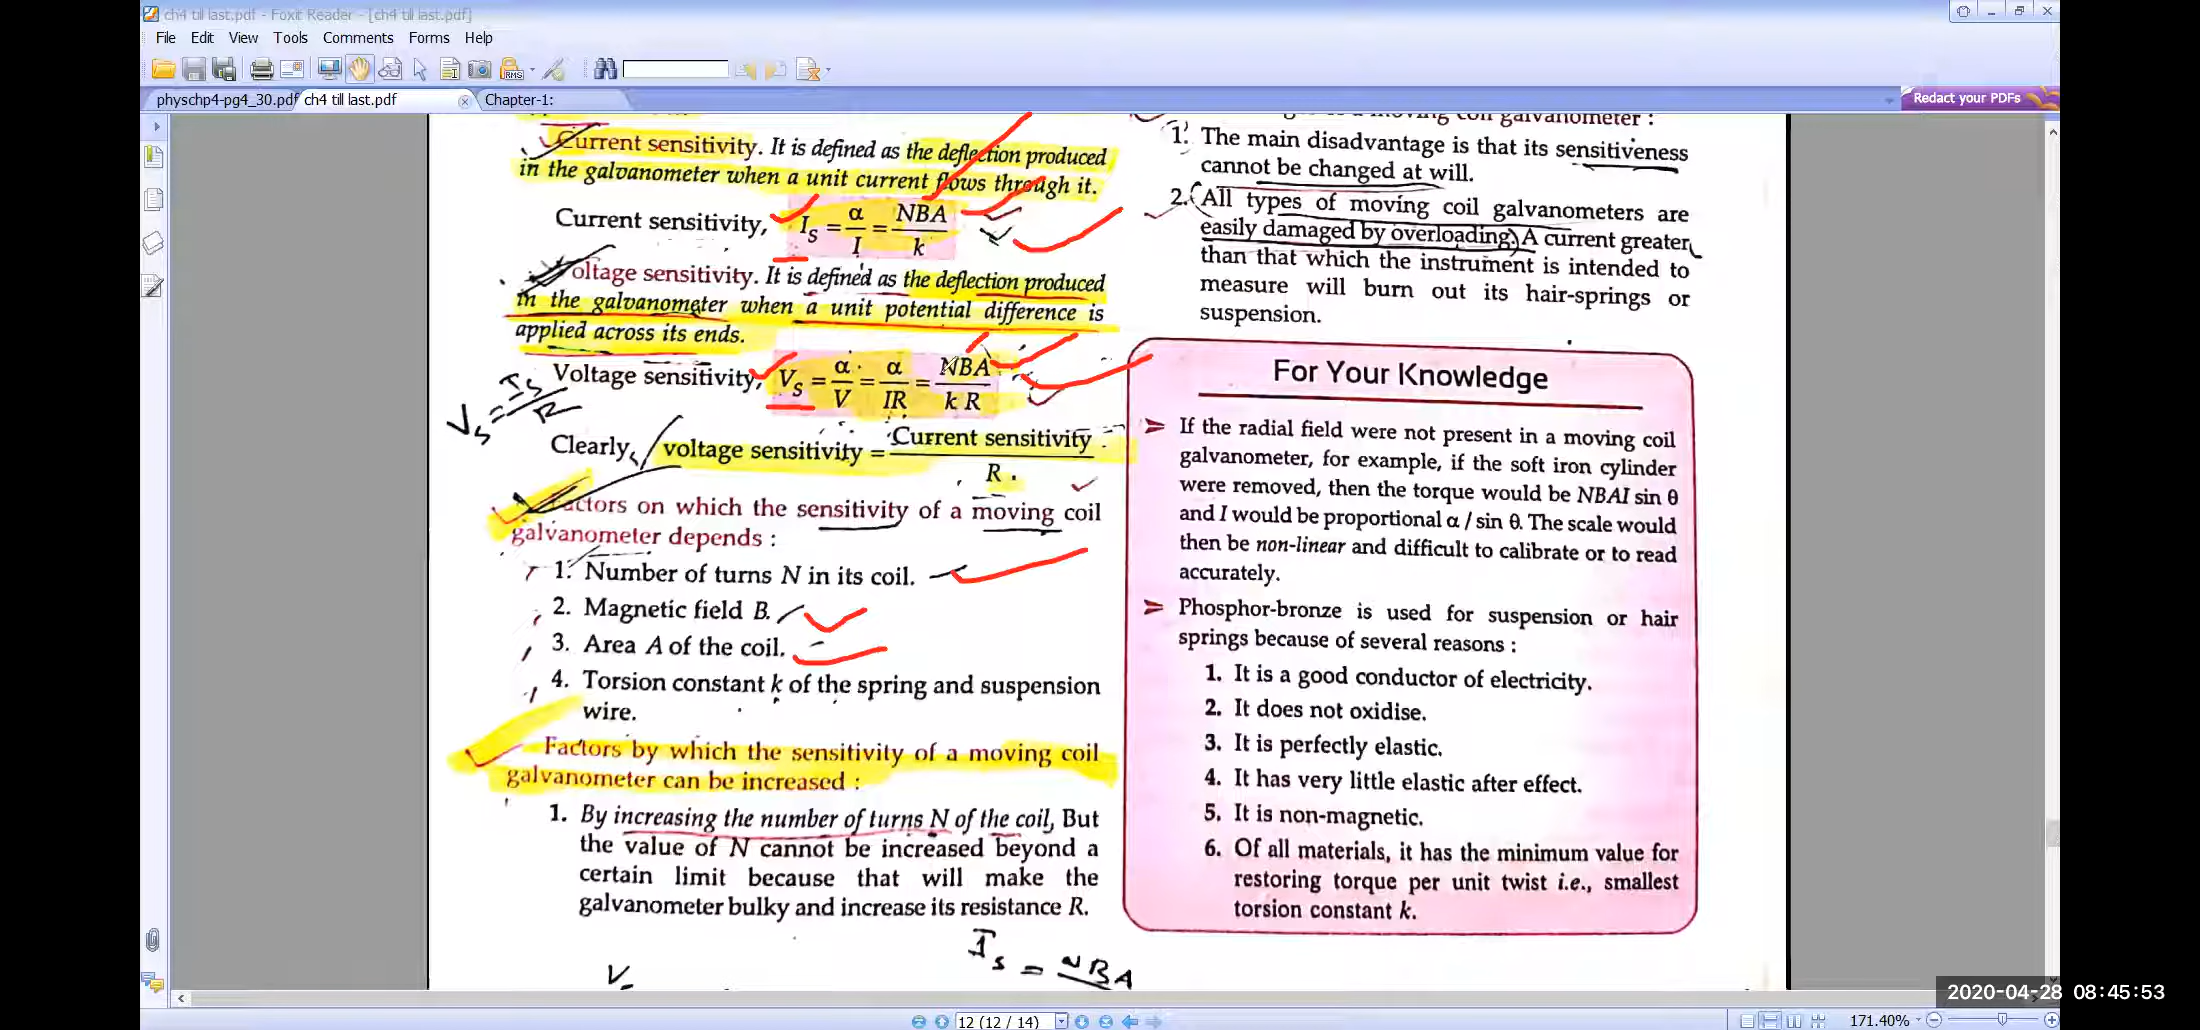 ch4 till last.pdf - Foxit Reader - [ch4 till last.pdf]
File Edit View Tools Comments Forms Help
physchp4-pg4_30.pdf ch4 till last.pdf Chapter-1:
Redact your PDFs
Current sensitivity. It is defined as the deflection produced
in the galvanometer when a unit current flows through it.
Current sensitivity, I_S = α/I = NBA/k
Voltage sensitivity. It is defined as the deflection produced
in the galvanometer when a unit potential difference is
applied across its ends.
Voltage sensitivity, V_S = α/V = α/IR = NBA/k R
V_S = I_S/R
Clearly, voltage sensitivity = Current sensitivity/R .
Factors on which the sensitivity of a moving coil
galvanometer depends :
1. Number of turns N in its coil.
2. Magnetic field B.
3. Area A of the coil.
4. Torsion constant k of the spring and suspension
wire.
Factors by which the sensitivity of a moving coil
galvanometer can be increased :
1. By increasing the number of turns N of the coil, But
the value of N cannot be increased beyond a
certain limit because that will make the
galvanometer bulky and increase its resistance R.
I_S = NBA
V
moving coil galvanometer :
1. The main disadvantage is that its sensitiveness
cannot be changed at will.
2. All types of moving coil galvanometers are
easily damaged by overloading. A current greater
than that which the instrument is intended to
measure will burn out its hair-springs or
suspension.
For Your Knowledge
➤ If the radial field were not present in a moving coil
galvanometer, for example, if the soft iron cylinder
were removed, then the torque would be NBAI sin θ
and I would be proportional α / sin θ. The scale would
then be non-linear and difficult to calibrate or to read
accurately.
➤ Phosphor-bronze is used for suspension or hair
springs because of several reasons :
1. It is a good conductor of electricity.
2. It does not oxidise.
3. It is perfectly elastic.
4. It has very little elastic after effect.
5. It is non-magnetic.
6. Of all materials, it has the minimum value for
restoring torque per unit twist i.e., smallest
torsion constant k.
2020-04-28 08:45:53
12 (12 / 14)
171.40%